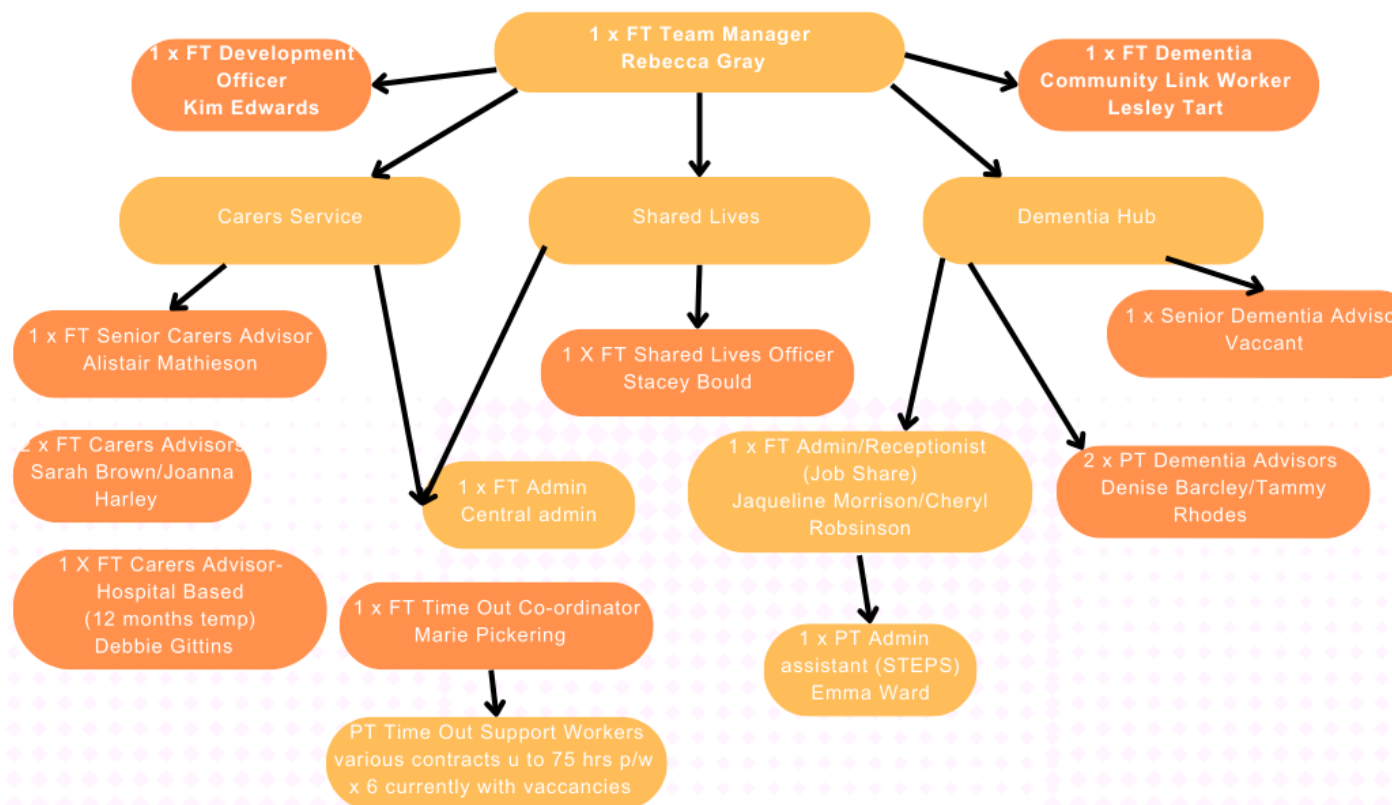 1 x FT Team Manager
Rebecca Gray
1 x FT Development
Officer
Kim Edwards
1 x FT Dementia
Community Link Worker
Lesley Tart
Carers Service
Shared Lives
Dementia Hub
1 x FT Senior Carers Advisor
Alistair Mathieson
1 X FT Shared Lives Officer
Stacey Bould
1 x Senior Dementia Adviso
Vaccant
2 x FT Carers Advisors
Sarah Brown/Joanna
Harley
1 x FT Admin
Central admin
1 x FT Admin/Receptionist
(Job Share)
Jaqueline Morrison/Cheryl
Robsinson
2 x PT Dementia Advisors
Denise Barcley/Tammy
Rhodes
1 X FT Carers Advisor-
Hospital Based
(12 months temp)
Debbie Gittins
1 x FT Time Out Co-ordinator
Marie Pickering
1 x PT Admin
assistant (STEPS)
Emma Ward
PT Time Out Support Workers
various contracts u to 75 hrs p/w
x 6 currently with vaccancies